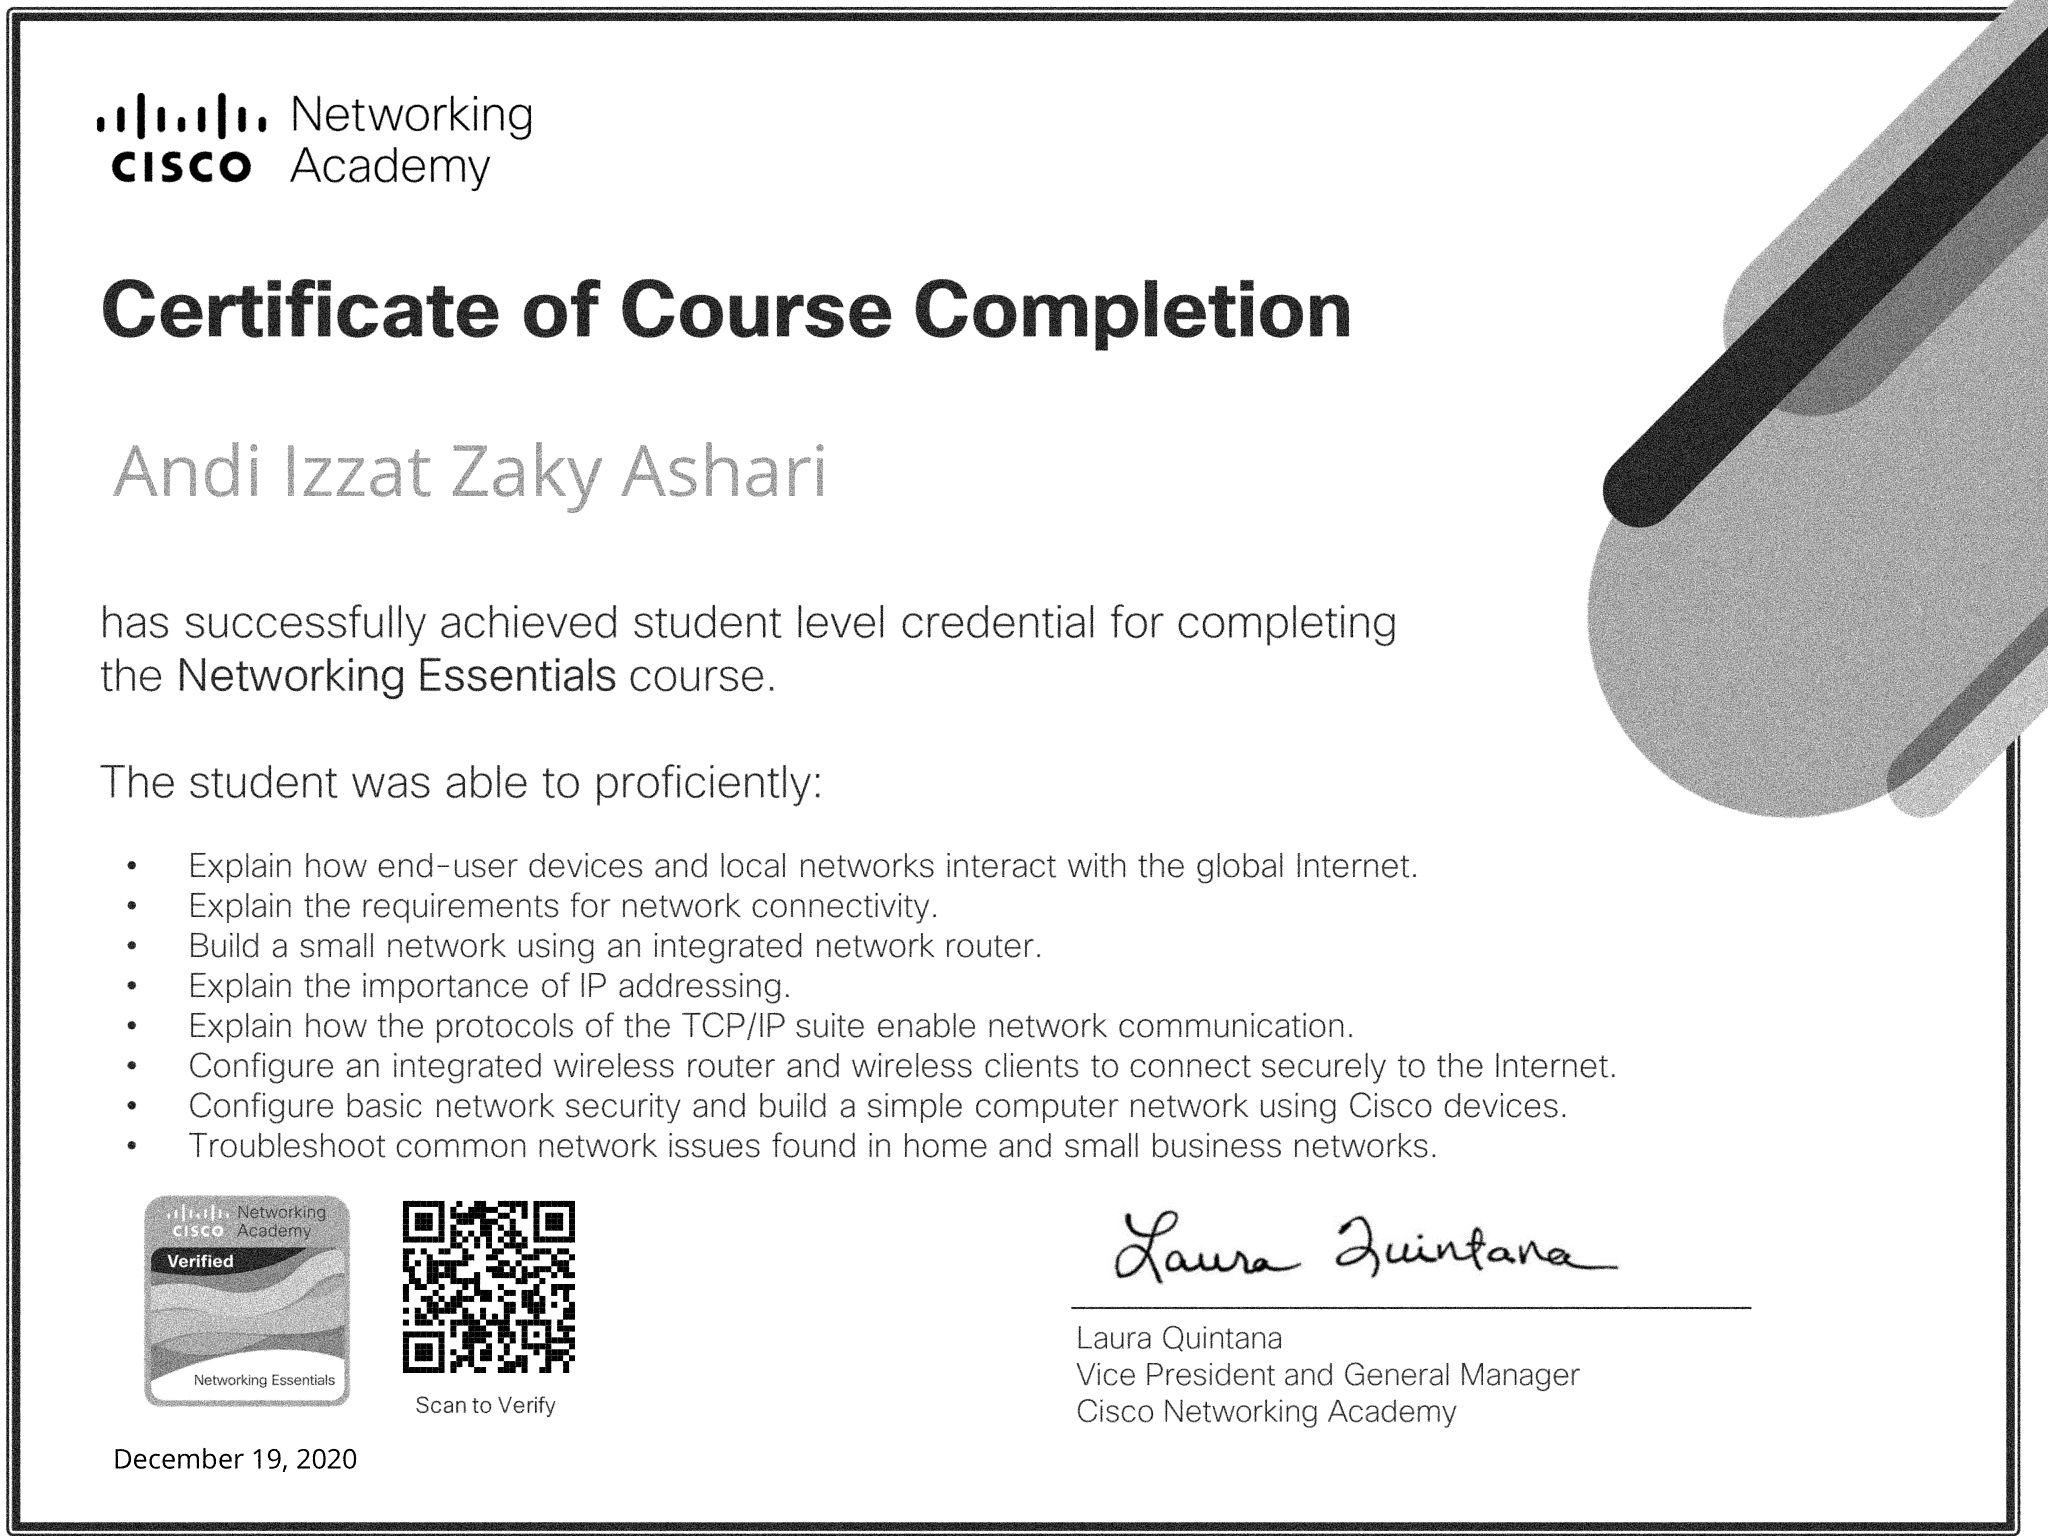 Networking
Academy
CISCO
Certificate of Course Completion
Andi Izzat Zaky Ashari
has successfully achieved student level credential for completing
the Networking Essentials course.
The student was able to proficiently:
• Explain how end-user devices and local networks interact with the global Internet.
• Explain the requirements for network connectivity.
• Build a small network using an integrated network router.
• Explain the importance of IP addressing.
• Explain how the protocols of the TCP/IP suite enable network communication.
• Configure an integrated wireless router and wireless clients to connect securely to the Internet.
• Configure basic network security and build a simple computer network using Cisco devices.
• Troubleshoot common network issues found in home and small business networks.
Networking
CISCO Academy
Verified
Networking Essentials
Scan to Verify
December 19, 2020
Laura Quintana
Laura Quintana
Vice President and General Manager
Cisco Networking Academy